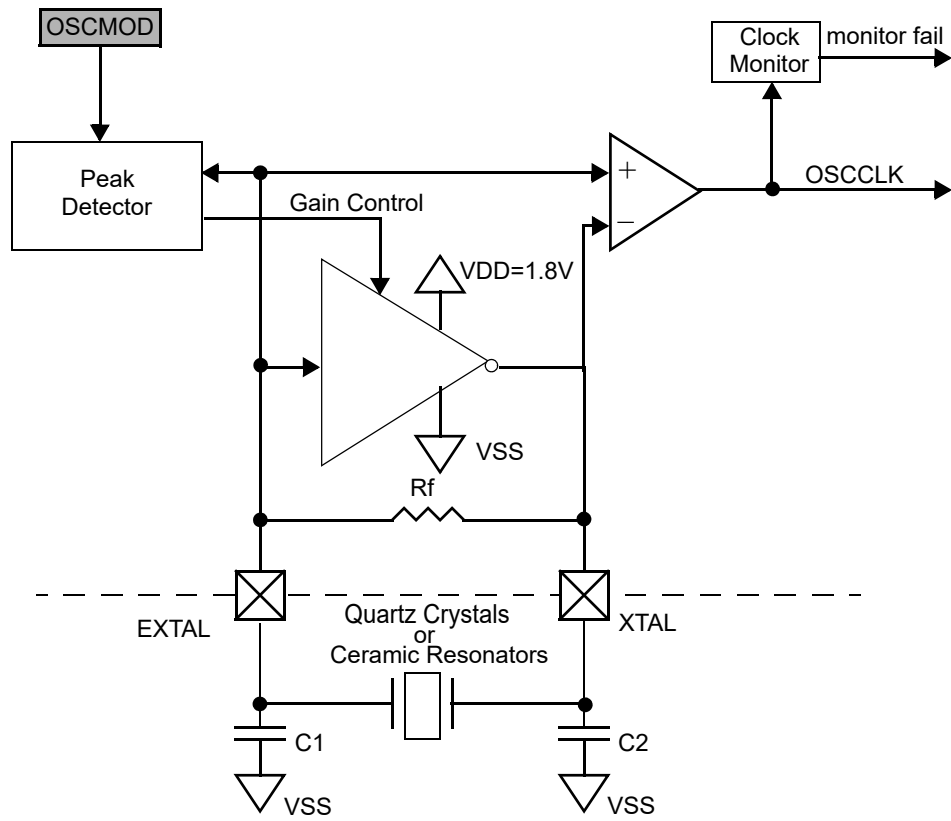 OSCMOD
Clock
Monitor
monitor fail
Peak
Detector
+
−
OSCCLK
Gain Control
VDD=1.8V
VSS
Rf
EXTAL
Quartz Crystals
or
Ceramic Resonators
XTAL
C1
C2
VSS
VSS